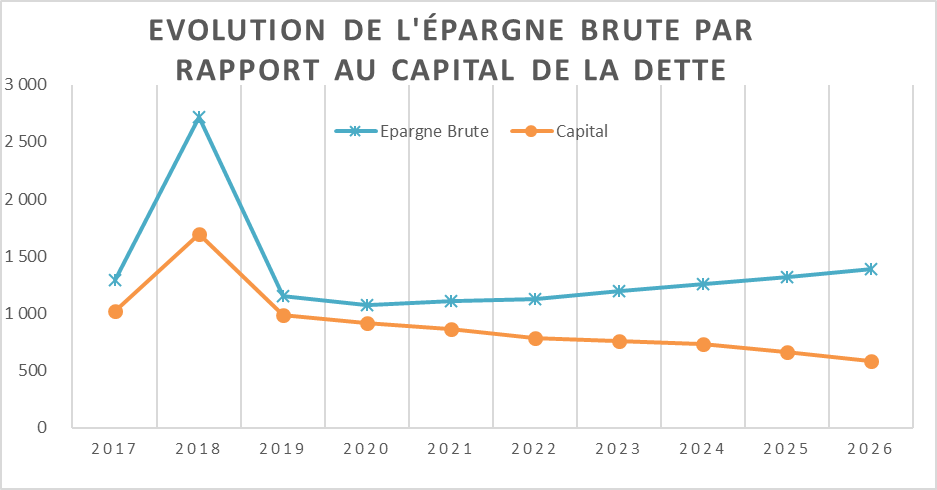 EVOLUTION DE L'ÉPARGNE BRUTE PAR
RAPPORT AU CAPITAL DE LA DETTE
Epargne Brute
Capital
3 000
2 500
2 000
1 500
1 000
500
0
2017 2018 2019 2020 2021 2022 2023 2024 2025 2026